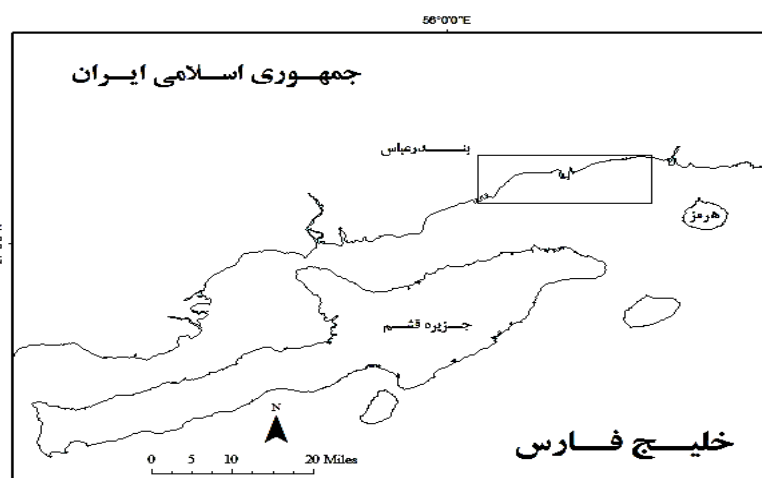 56°0'0"E
جمهوری اسلامی ایران
بندرعباس
هرمز
جزیره قشم
N
0 5 10 20 Miles
خلیج فارس